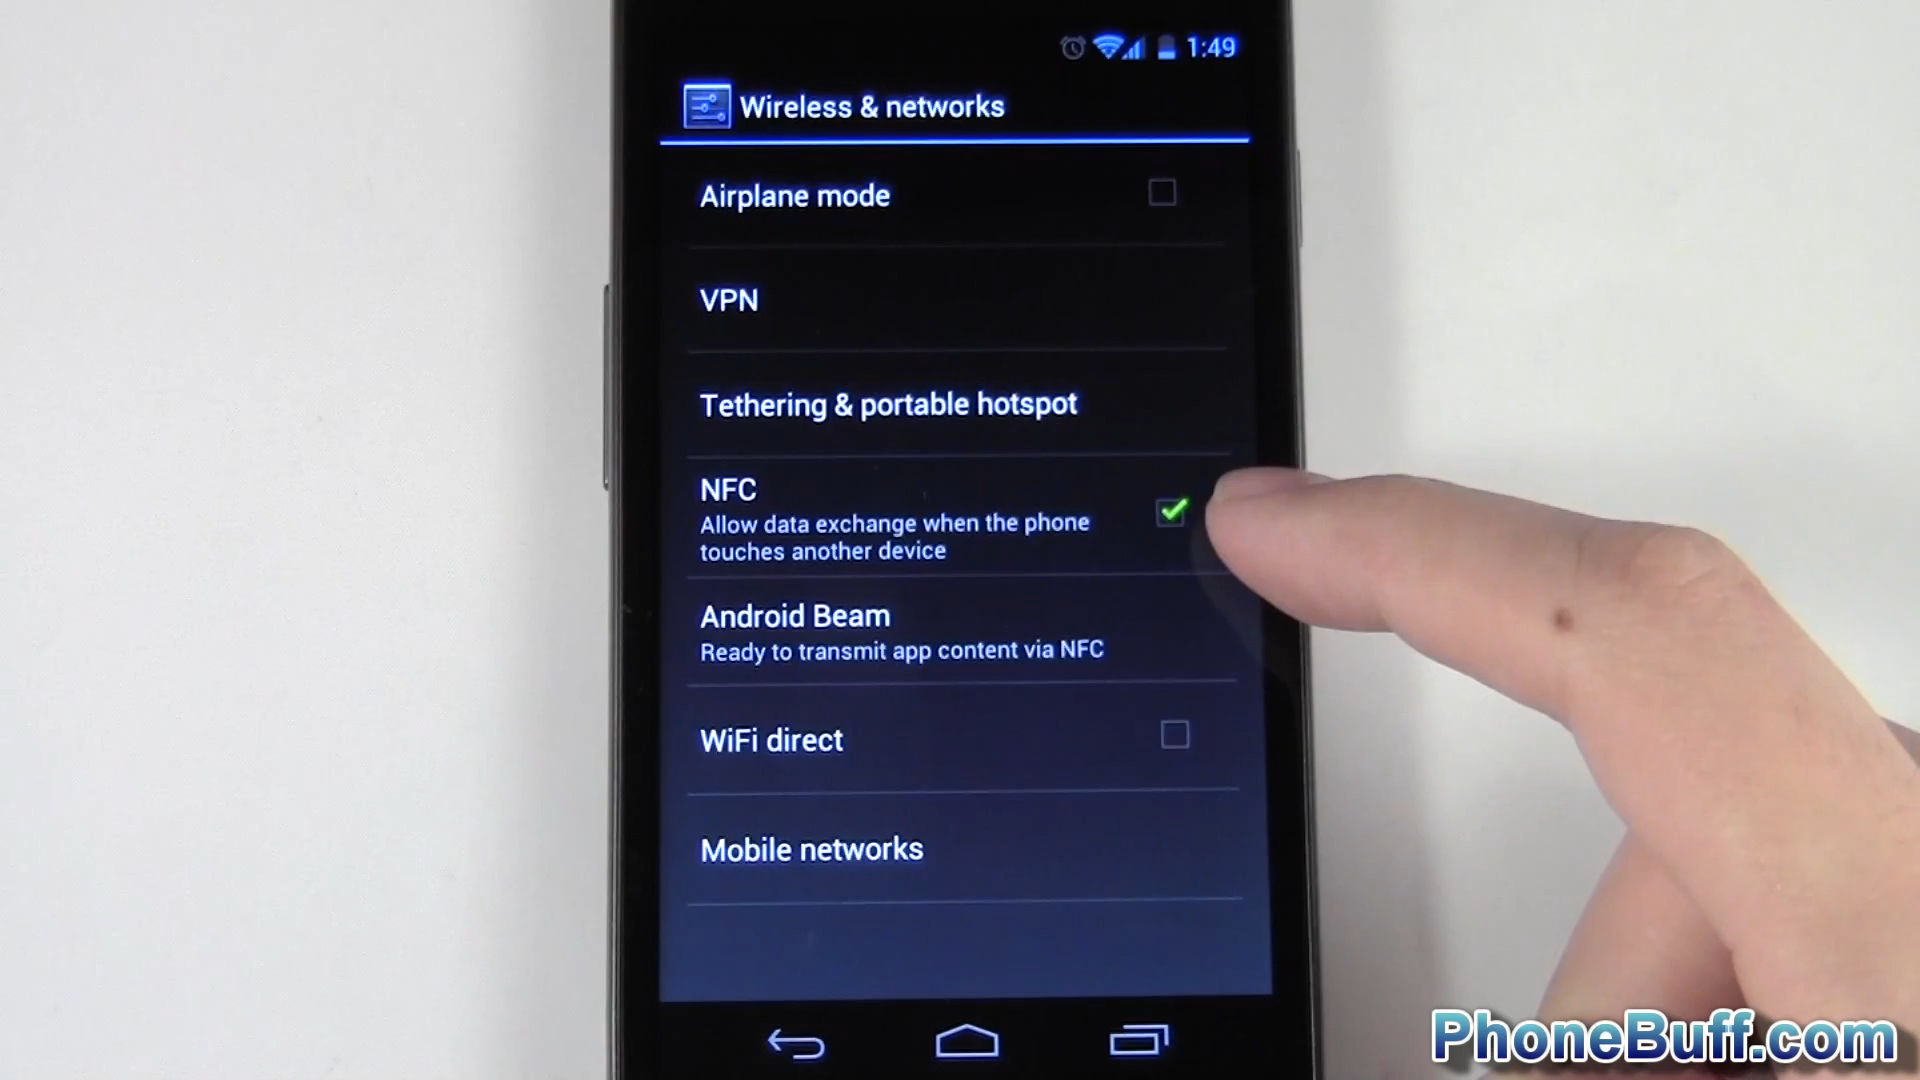 1:49
Wireless & networks
Airplane mode
VPN
Tethering & portable hotspot
NFC
Allow data exchange when the phone
touches another device
Android Beam
Ready to transmit app content via NFC
WiFi direct
Mobile networks
PhoneBuff.com